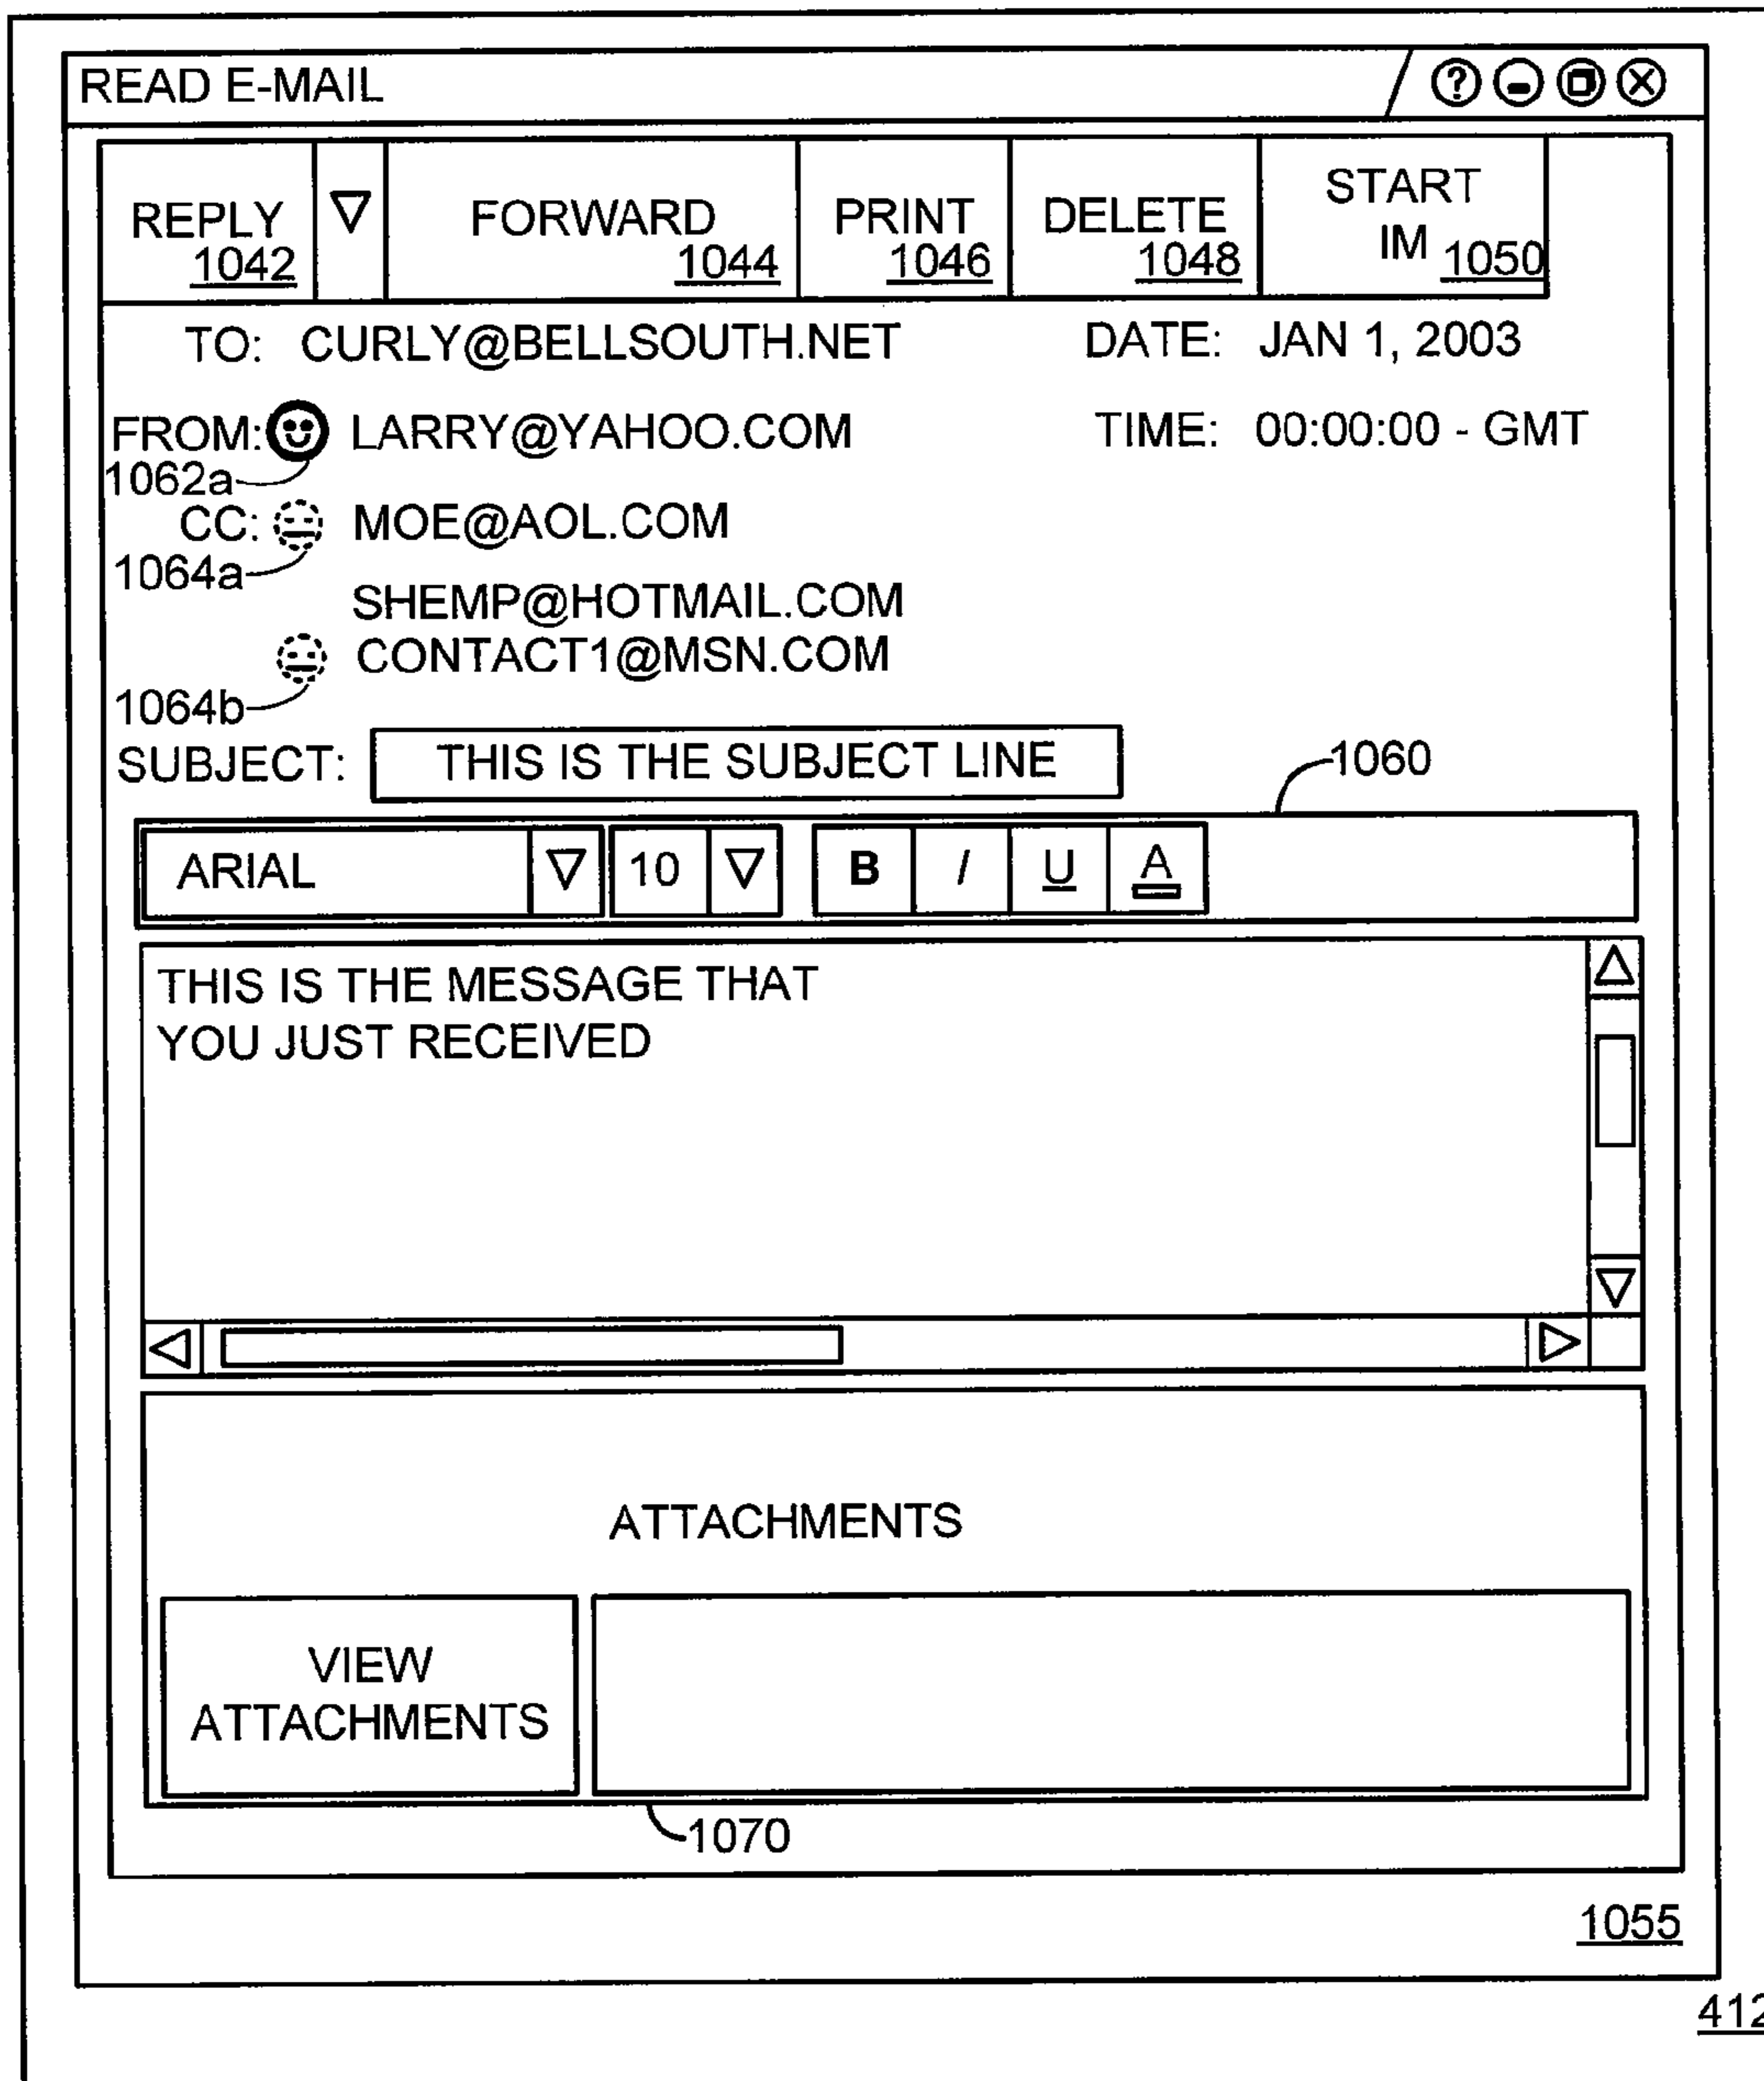 READ E-MAIL
REPLY 1042
FORWARD 1044
PRINT 1046
DELETE 1048
START
IM 1050
TO: CURLY@BELLSOUTH.NET DATE: JAN 1, 2003
FROM: LARRY@YAHOO.COM TIME: 00:00:00 - GMT
1062a
CC: MOE@AOL.COM
1064a
SHEMP@HOTMAIL.COM
CONTACT1@MSN.COM
1064b
SUBJECT: THIS IS THE SUBJECT LINE
1060
ARIAL 10 B I U A
THIS IS THE MESSAGE THAT
YOU JUST RECEIVED
ATTACHMENTS
VIEW
ATTACHMENTS
1070
1055
412